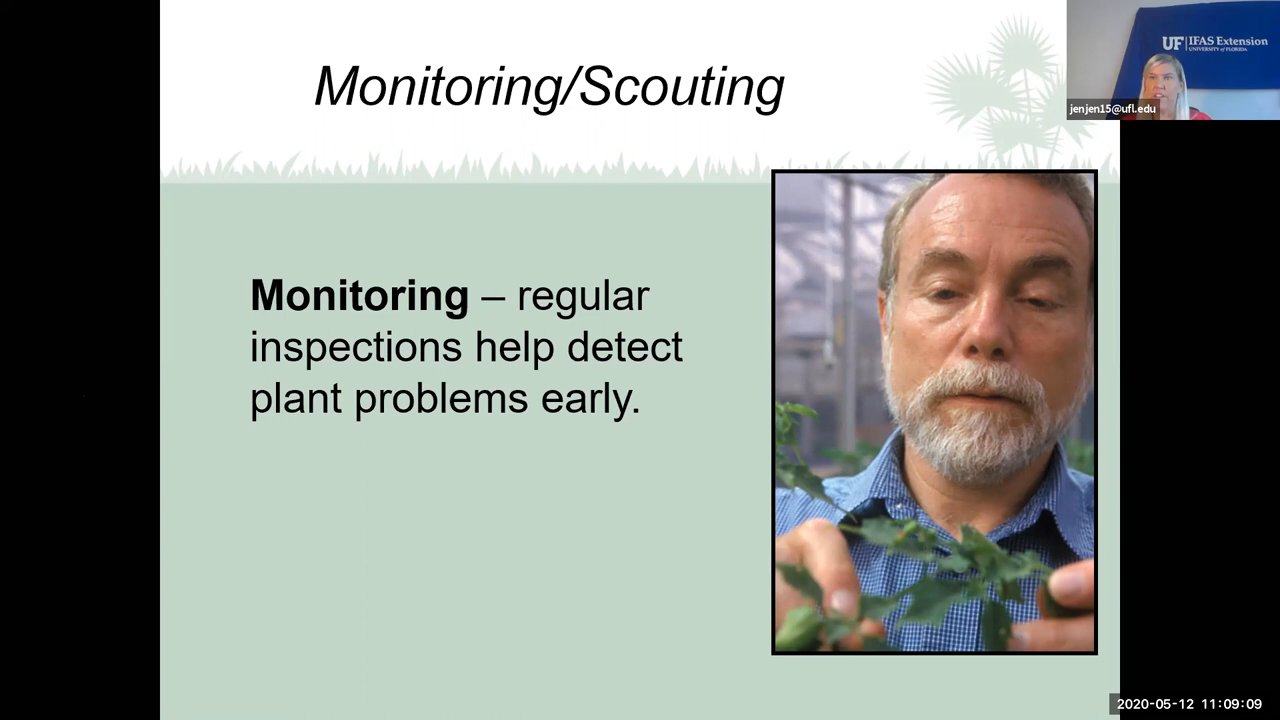 Monitoring/Scouting
UF IFAS Extension
UNIVERSITY of FLORIDA
jenjen15@ufl.edu
Monitoring – regular
inspections help detect
plant problems early.
2020-05-12 11:09:09